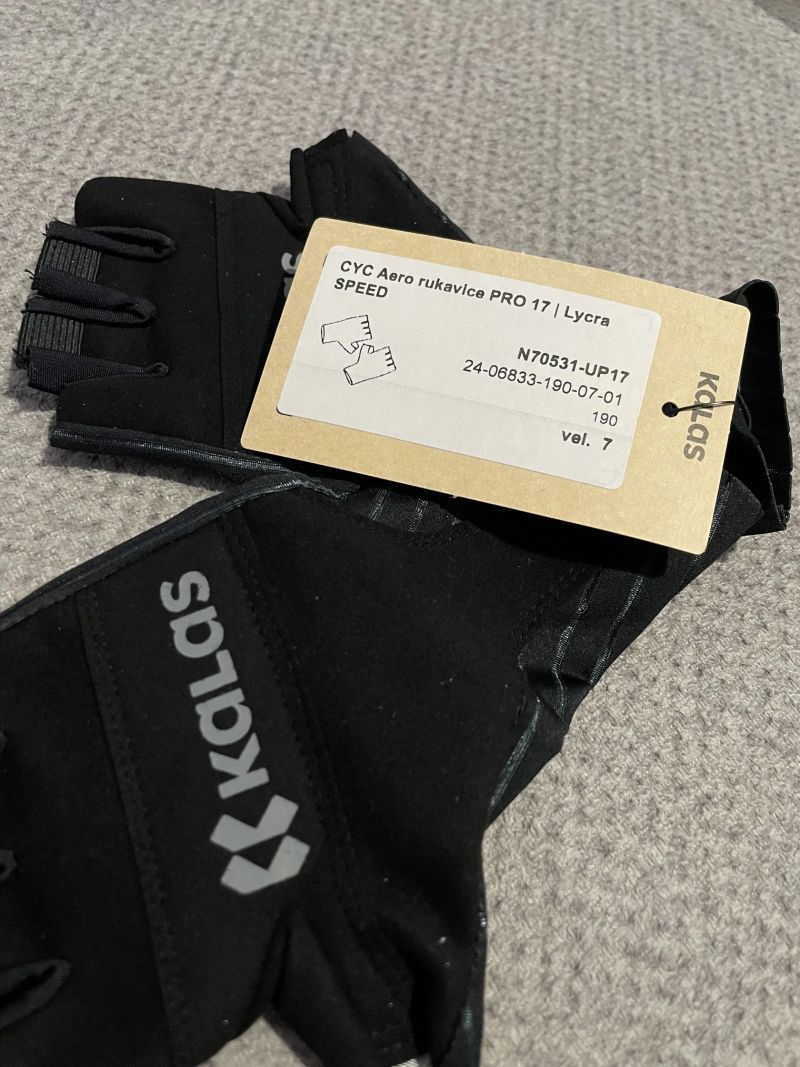 CYC Aero rukavice PRO 17 | Lycra
SPEED
N70531-UP17
24-06833-190-07-01
190
vel. 7
KALAS
KALAS
as